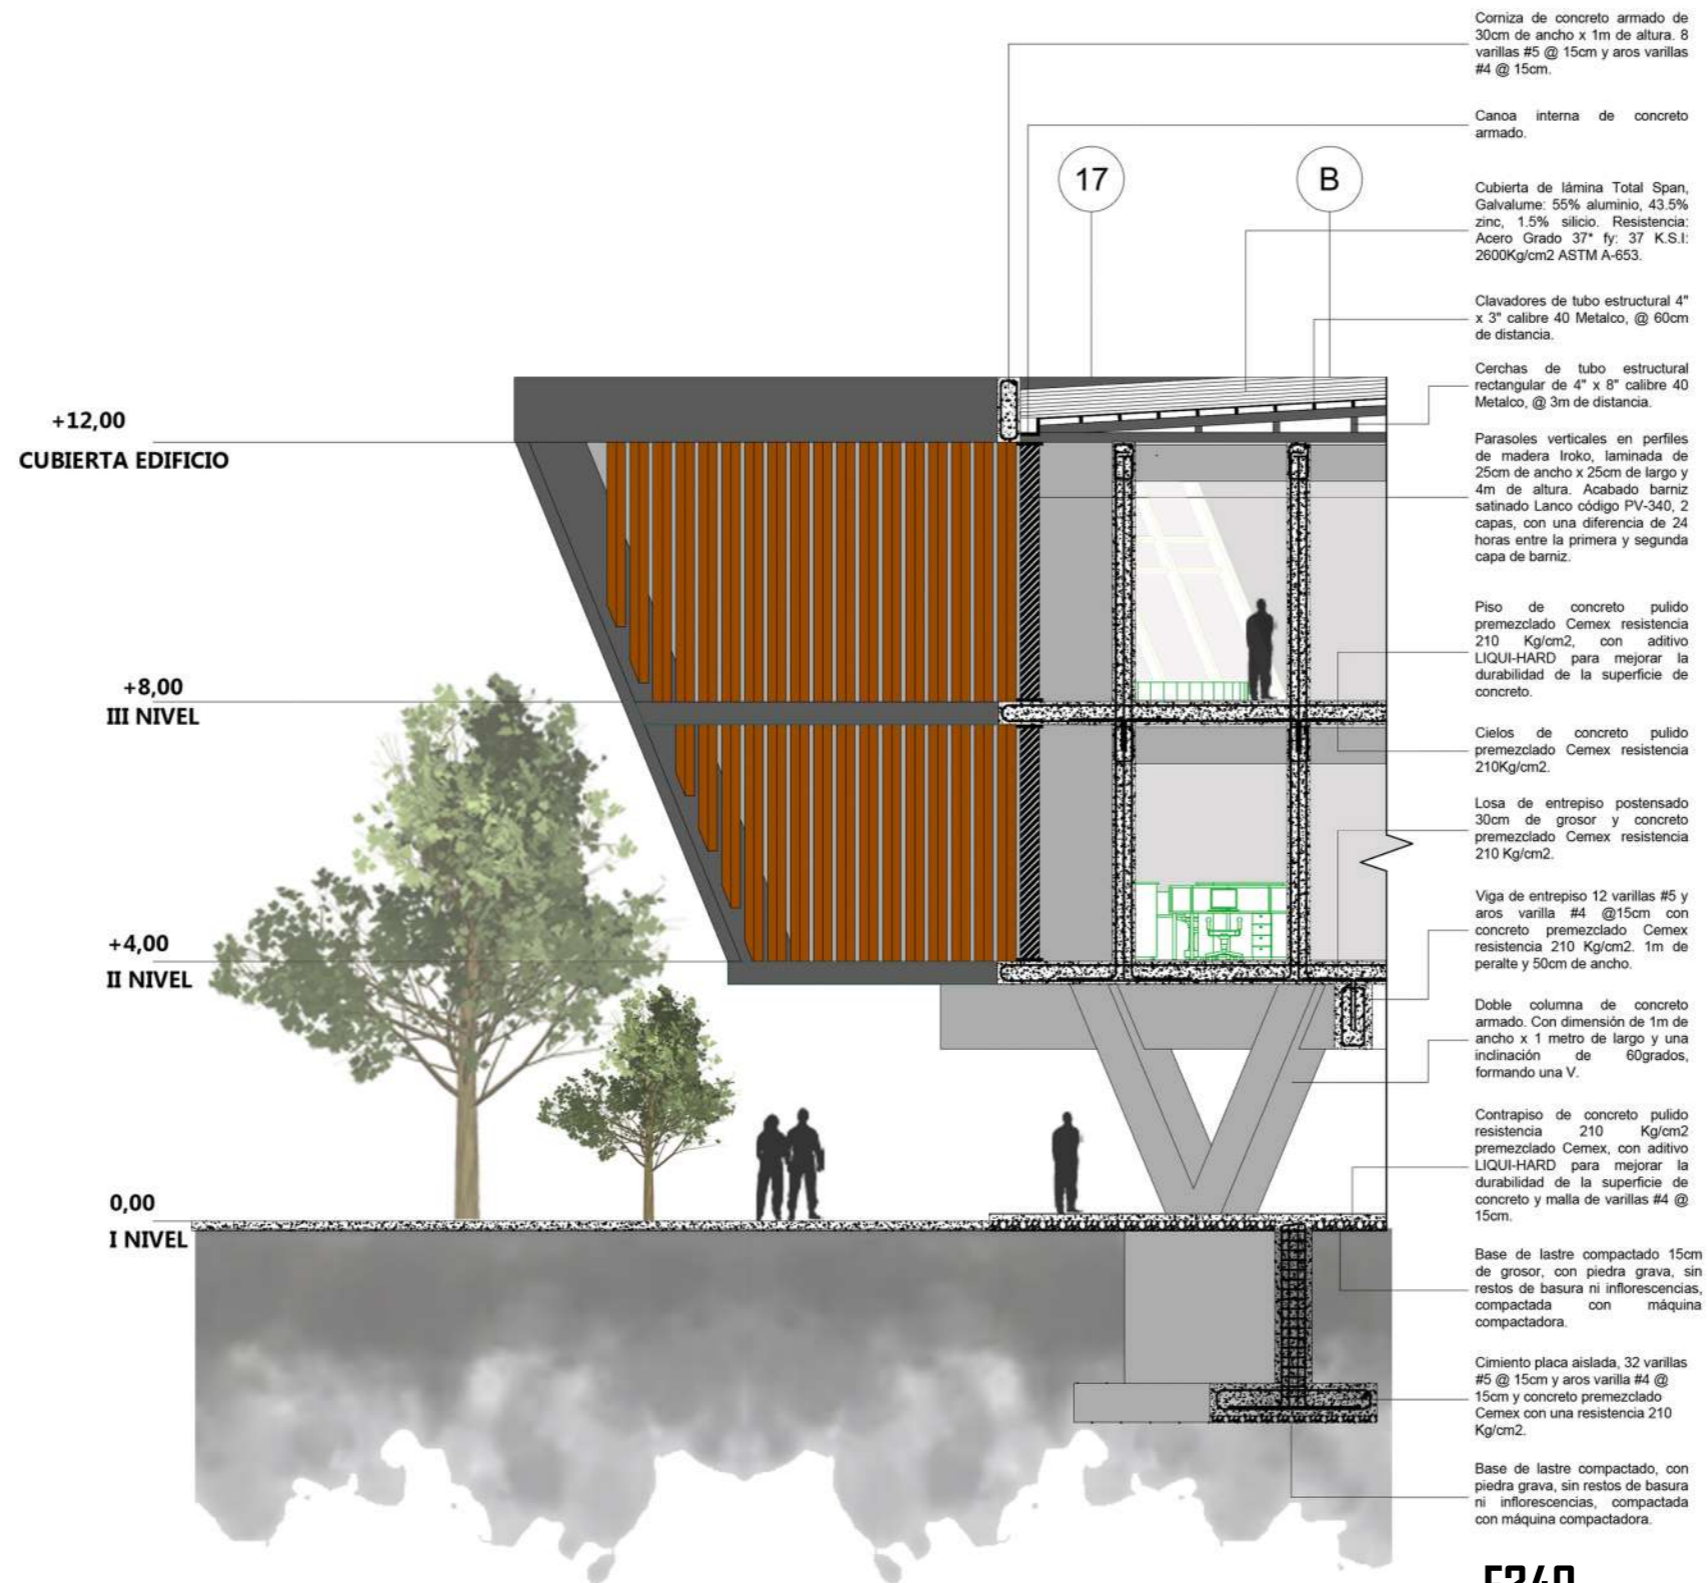 Corniza de concreto armado de
30cm de ancho x 1m de altura. 8
varillas #5 @ 15cm y aros varillas
#4 @ 15cm.
Canoa interna de concreto
armado.
17
B
Cubierta de lámina Total Span,
Galvalume: 55% aluminio, 43.5%
zinc, 1.5% silicio. Resistencia:
Acero Grado 37* fy: 37 K.S.I:
2600Kg/cm2 ASTM A-653.
Clavadores de tubo estructural 4"
x 3" calibre 40 Metalco, @ 60cm
de distancia.
Cerchas de tubo estructural
rectangular de 4" x 8" calibre 40
Metalco, @ 3m de distancia.
+12,00
CUBIERTA EDIFICIO
Parasoles verticales en perfiles
de madera Iroko, laminada de
25cm de ancho x 25cm de largo y
4m de altura. Acabado barniz
satinado Lanco código PV-340, 2
capas, con una diferencia de 24
horas entre la primera y segunda
capa de barniz.
Piso de concreto pulido
premezclado Cemex resistencia
210 Kg/cm2, con aditivo
LIQUI-HARD para mejorar la
durabilidad de la superficie de
concreto.
+8,00
III NIVEL
Cielos de concreto pulido
premezclado Cemex resistencia
210Kg/cm2.
Losa de entrepiso postensado
30cm de grosor y concreto
premezclado Cemex resistencia
210 Kg/cm2.
Viga de entrepiso 12 varillas #5 y
aros varilla #4 @15cm con
concreto premezclado Cemex
resistencia 210 Kg/cm2. 1m de
peralte y 50cm de ancho.
+4,00
II NIVEL
Doble columna de concreto
armado. Con dimensión de 1m de
ancho x 1 metro de largo y una
inclinación de 60grados,
formando una V.
Contrapiso de concreto pulido
resistencia 210 Kg/cm2
premezclado Cemex, con aditivo
LIQUI-HARD para mejorar la
durabilidad de la superficie de
concreto y malla de varillas #4 @
15cm.
0,00
I NIVEL
Base de lastre compactado 15cm
de grosor, con piedra grava, sin
restos de basura ni inflorescencias,
compactada con máquina
compactadora.
Cimiento placa aislada, 32 varillas
#5 @ 15cm y aros varilla #4 @
15cm y concreto premezclado
Cemex con una resistencia 210
Kg/cm2.
Base de lastre compactado, con
piedra grava, sin restos de basura
ni inflorescencias, compactada
con máquina compactadora.